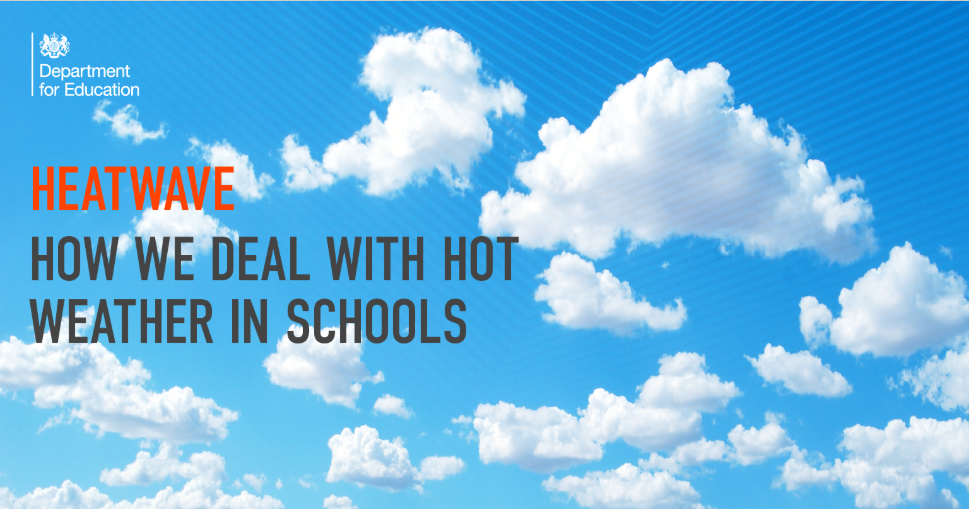 Department
for Education
HEATWAVE
HOW WE DEAL WITH HOT
WEATHER IN SCHOOLS